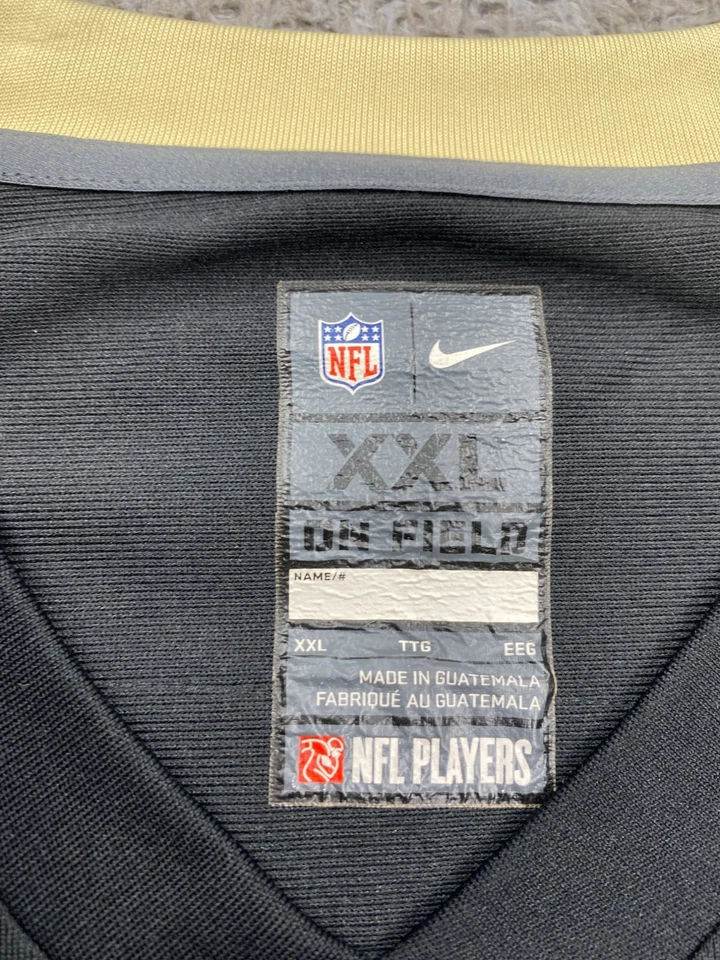 NFL
XXL
ON FIELD
NAME/#
XXL TTG EEG
MADE IN GUATEMALA
FABRIQUÉ AU GUATEMALA
NFL PLAYERS